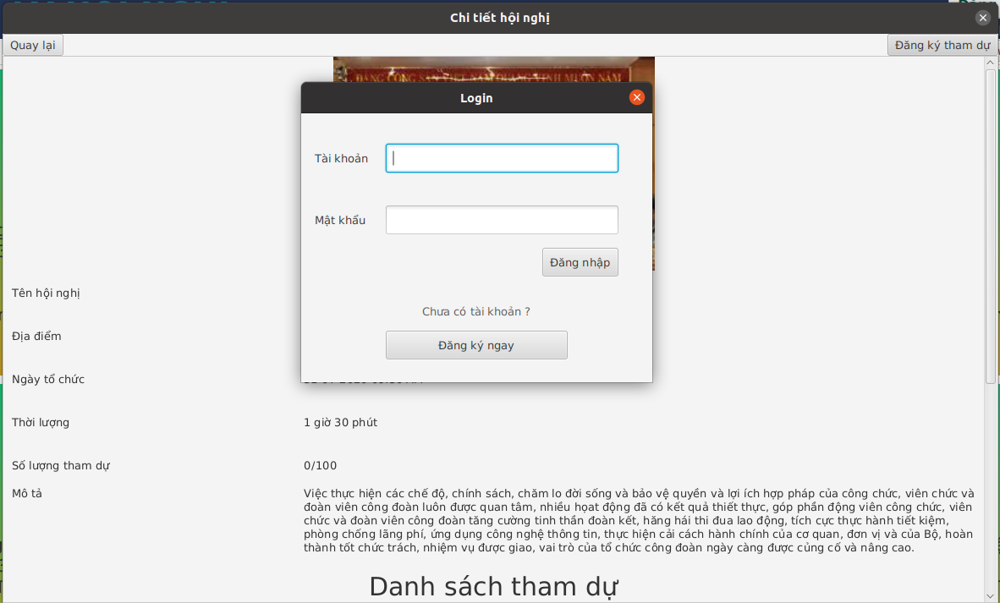 Chi tiết hội nghị
Quay lại
Đăng ký tham dự
ĐẢNG CỘNG SẢN VIỆT NAM QUANG VINH MUÔN NĂM
Login
Tài khoản
Mật khẩu
Đăng nhập
Chưa có tài khoản ?
Đăng ký ngay
Tên hội nghị
Địa điểm
Ngày tổ chức
Thời lượng
1 giờ 30 phút
Số lượng tham dự
0/100
Mô tả
Việc thực hiện các chế độ, chính sách, chăm lo đời sống và bảo vệ quyền và lợi ích hợp pháp của công chức, viên chức và
đoàn viên công đoàn luôn được quan tâm, nhiều hoạt động đã có kết quả thiết thực, góp phần động viên công chức, viên
chức và đoàn viên công đoàn tăng cường tinh thần đoàn kết, hăng hái thi đua lao động, tích cực thực hành tiết kiệm,
phòng chống lãng phí, ứng dụng công nghệ thông tin, thực hiện cải cách hành chính của cơ quan, đơn vị và của Bộ, hoàn
thành tốt chức trách, nhiệm vụ được giao, vai trò của tổ chức công đoàn ngày càng được củng cố và nâng cao.
Danh sách tham dự